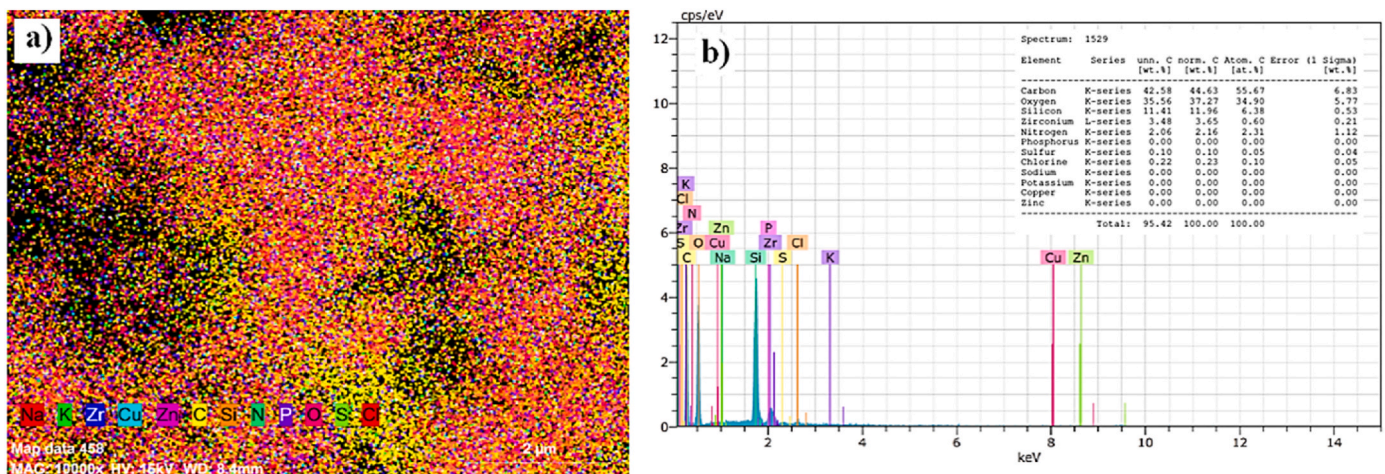 a)
Na K Zr Cu Zn C Si N P O S Cl
Map data 458
2 µm
MAG: 10000x HV: 15kV WD: 8.4mm
b)
cps/eV
12
10
8
6
4
2
0
2 4 6 8 10 12 14
keV
K
Cl
N
Zr Zn P
S O Cu Zr Cl
C Na Si S K Cu Zn
Spectrum: 1529
Element Series unn. C norm. C Atom. C Error (1 Sigma)
[wt.%] [wt.%] [at.%] [wt.%]
Carbon K-series 42.58 44.63 55.67 6.83
Oxygen K-series 35.56 37.27 34.90 5.77
Silicon K-series 11.41 11.96 6.38 0.53
Zirconium L-series 3.48 3.65 0.60 0.21
Nitrogen K-series 2.06 2.16 2.31 1.12
Phosphorus K-series 0.00 0.00 0.00 0.00
Sulfur K-series 0.10 0.10 0.05 0.04
Chlorine K-series 0.22 0.23 0.10 0.05
Sodium K-series 0.00 0.00 0.00 0.00
Potassium K-series 0.00 0.00 0.00 0.00
Copper K-series 0.00 0.00 0.00 0.00
Zinc K-series 0.00 0.00 0.00 0.00
Total: 95.42 100.00 100.00